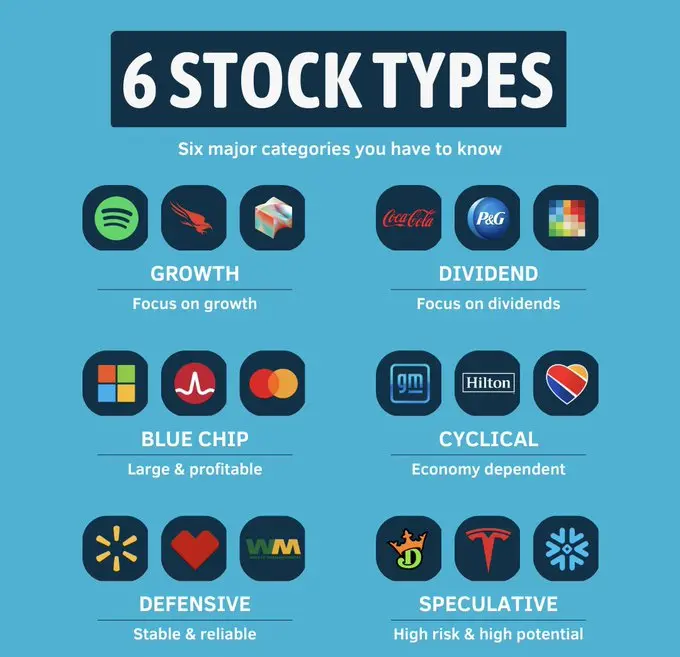 6 STOCK TYPES
Six major categories you have to know
Coca-Cola P&G
GROWTH DIVIDEND
Focus on growth Focus on dividends
gm Hilton
BLUE CHIP CYCLICAL
Large & profitable Economy dependent
WM D
DEFENSIVE SPECULATIVE
Stable & reliable High risk & high potential